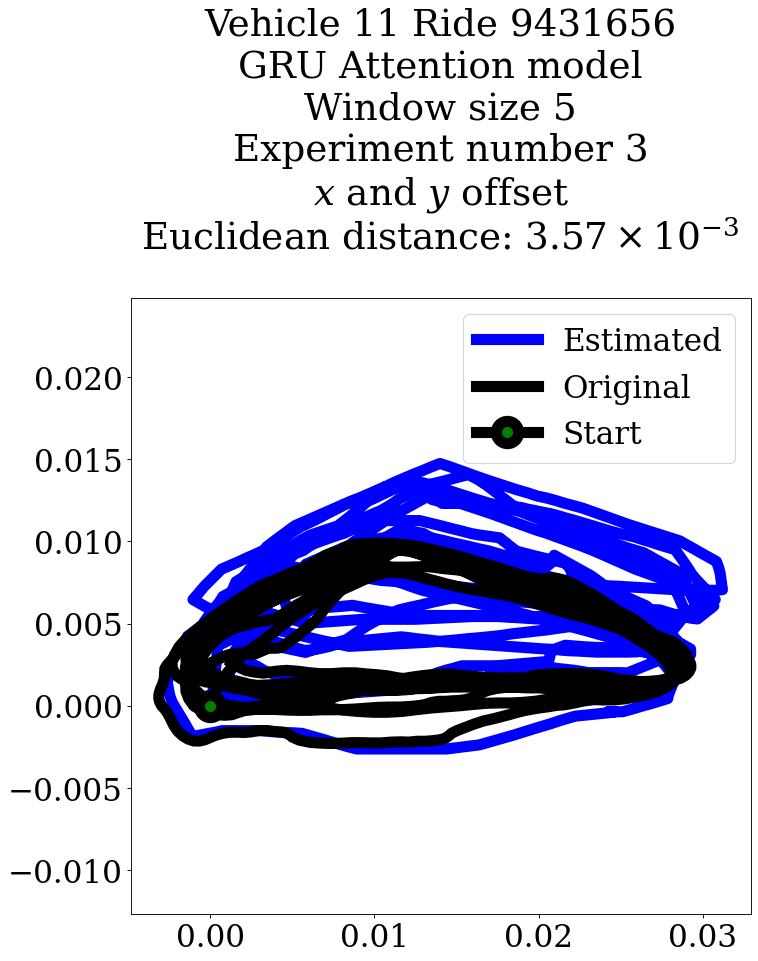 Vehicle 11 Ride 9431656
GRU Attention model
Window size 5
Experiment number 3
x and y offset
Euclidean distance: 3.57 × 10⁻³
Estimated
Original
Start
0.020
0.015
0.010
0.005
0.000
−0.005
−0.010
0.00 0.01 0.02 0.03